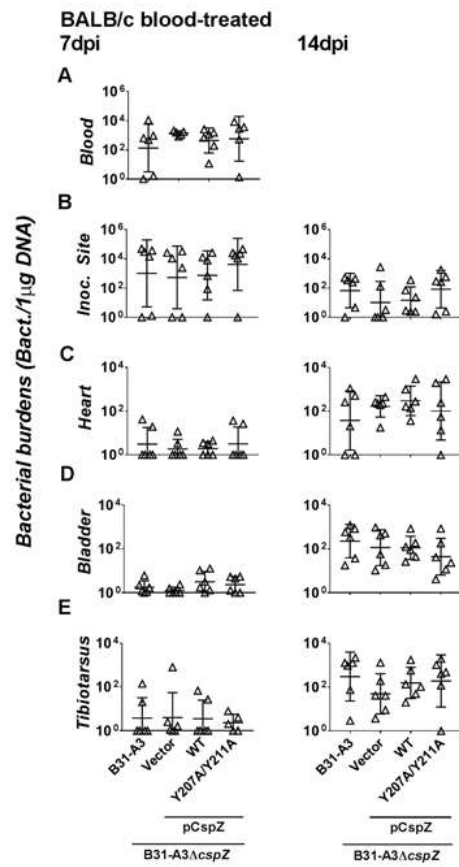 BALB/c blood-treated
7dpi 14dpi
Bacterial burdens (Bact./1µg DNA)
A
Blood
10⁶
10⁴
10²
10⁰
B
Inoc. Site
10⁶
10⁴
10²
10⁰
10⁶
10⁴
10²
10⁰
C
Heart
10⁴
10²
10⁰
10⁴
10²
10⁰
D
Bladder
10⁴
10²
10⁰
10⁴
10²
10⁰
E
Tibiotarsus
10⁴
10²
10⁰
10⁴
10²
10⁰
B31-A3 Vector WT Y207A/Y211A
pCspZ
B31-A3ΔcspZ
B31-A3 Vector WT Y207A/Y211A
pCspZ
B31-A3ΔcspZ